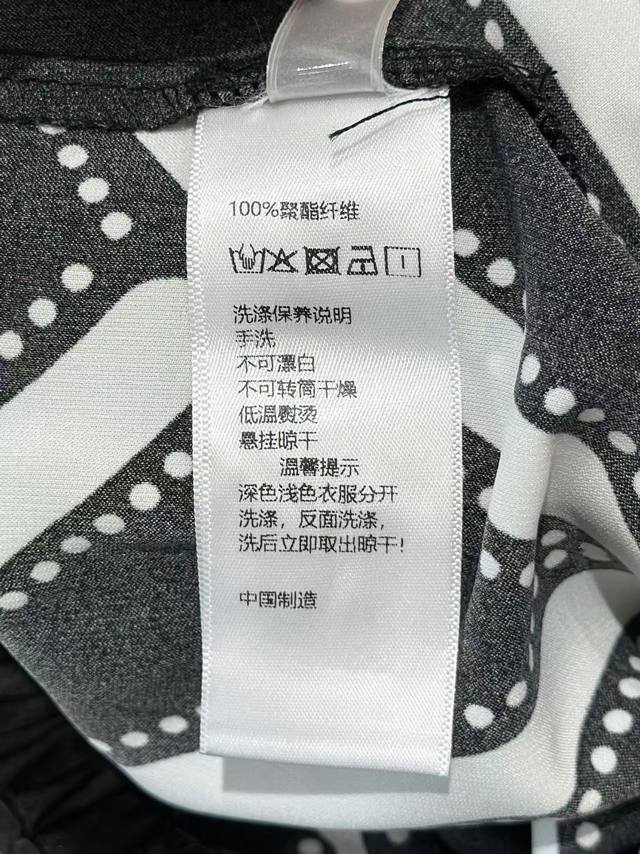 100%聚酯纤维
洗涤保养说明
手洗
不可漂白
不可转筒干燥
低温熨烫
悬挂晾干
温馨提示
深色浅色衣服分开
洗涤，反面洗涤，
洗后立即取出晾干！
中国制造